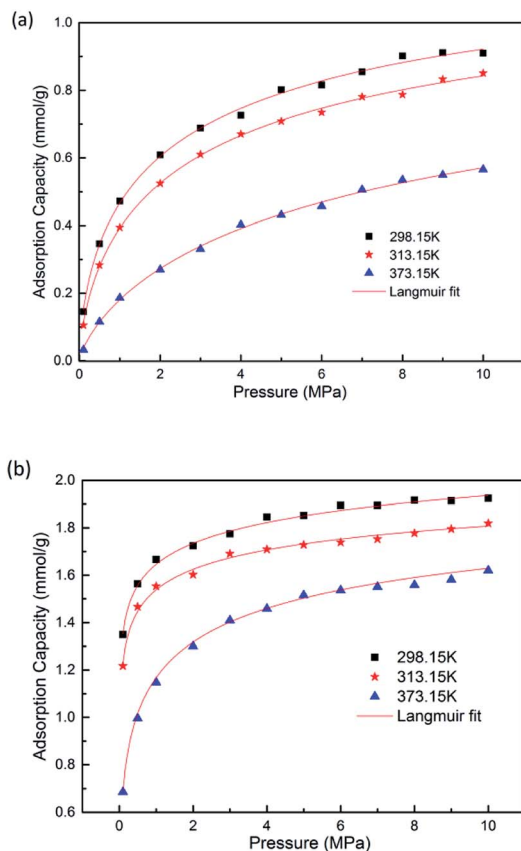 (a)
1.0
0.8
0.6
0.4
0.2
0.0
Adsorption Capacity (mmol/g)
298.15K
313.15K
373.15K
Langmuir fit
0 2 4 6 8 10
Pressure (MPa)
(b)
2.0
1.8
1.6
1.4
1.2
1.0
0.8
0.6
Adsorption Capacity (mmol/g)
298.15K
313.15K
373.15K
Langmuir fit
0 2 4 6 8 10
Pressure (MPa)